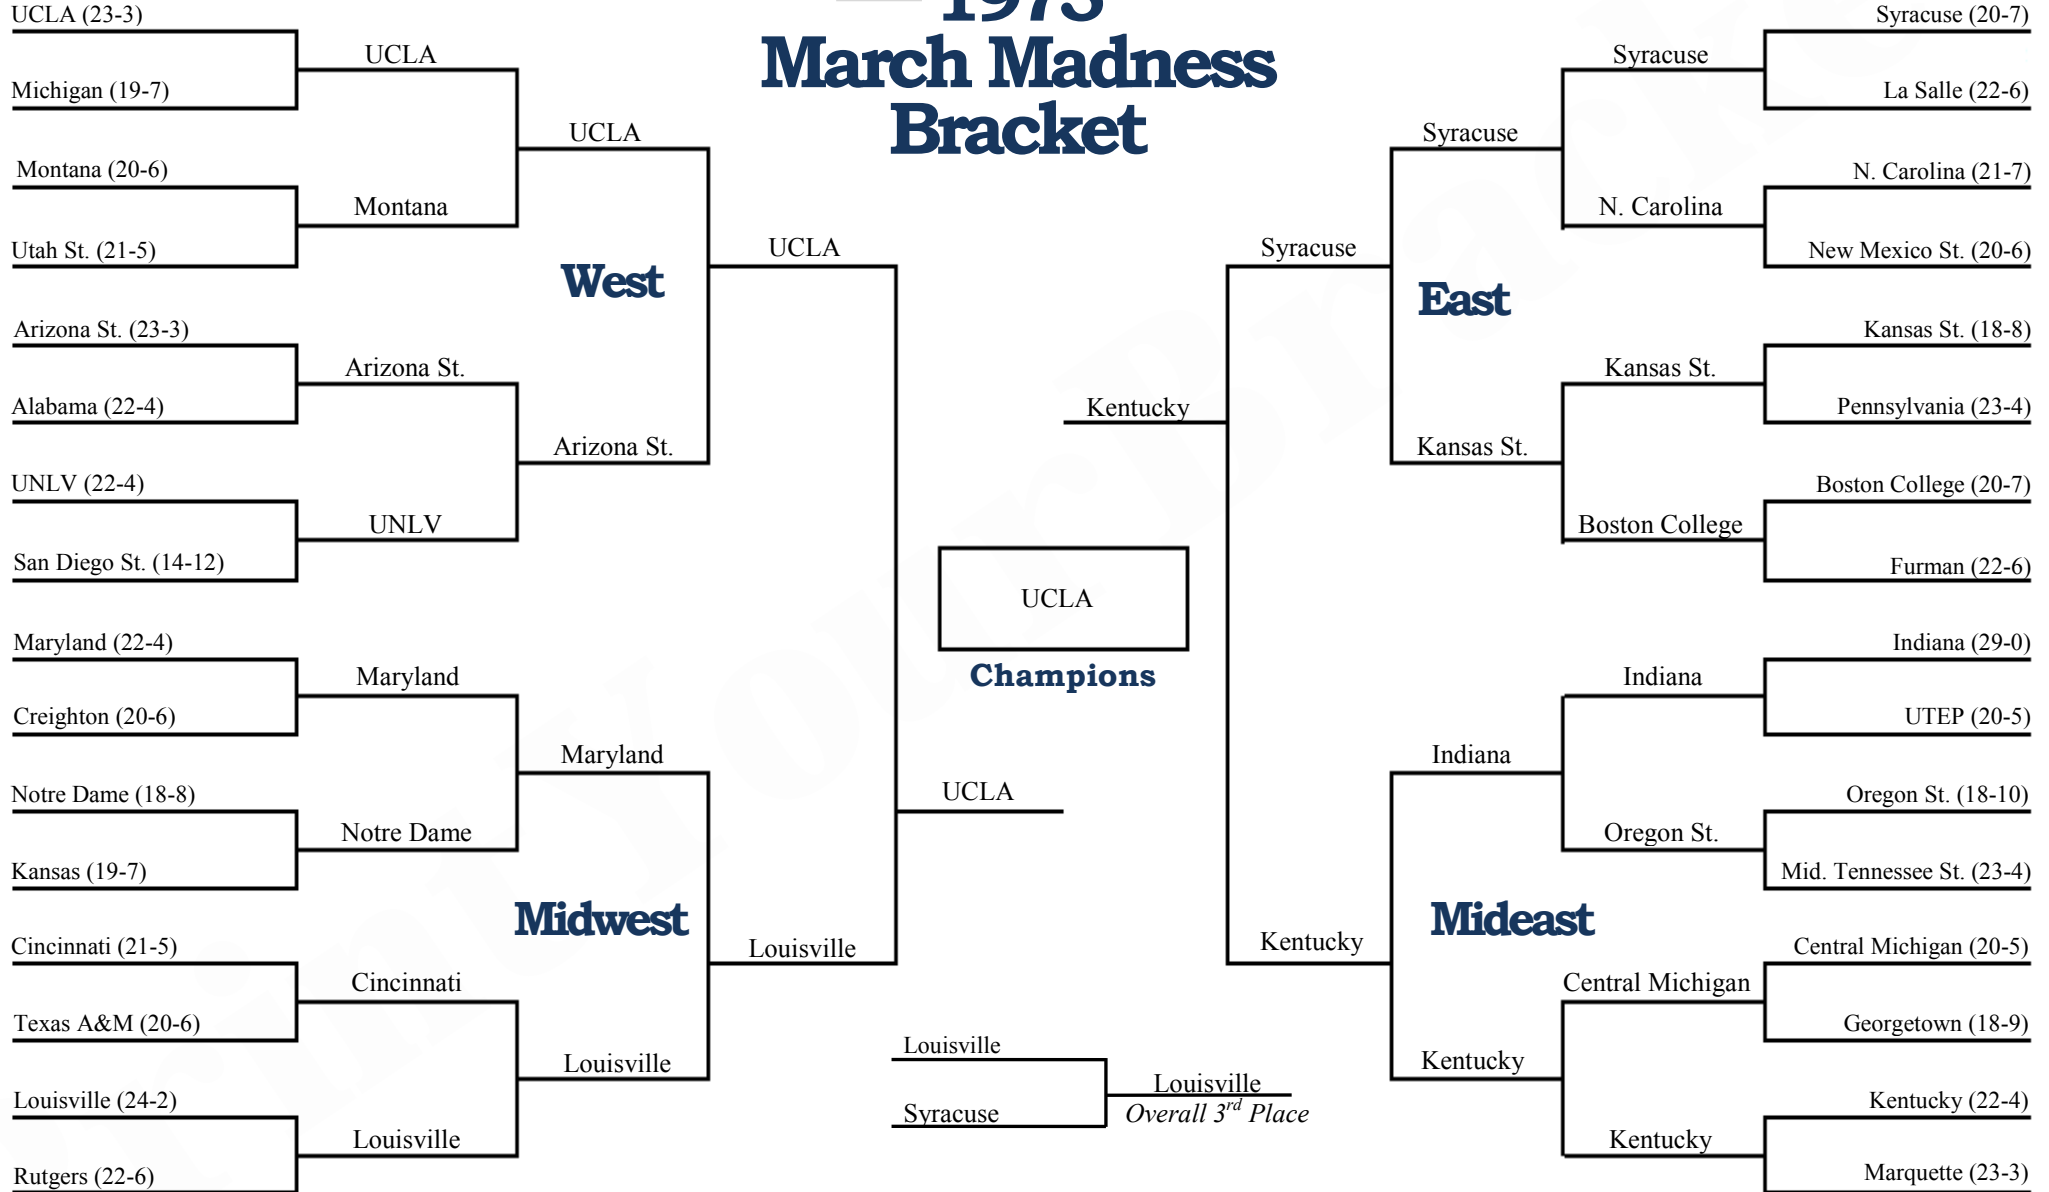 1975
March Madness
Bracket
UCLA (23-3)
Michigan (19-7)
Montana (20-6)
Utah St. (21-5)
Arizona St. (23-3)
Alabama (22-4)
UNLV (22-4)
San Diego St. (14-12)
Maryland (22-4)
Creighton (20-6)
Notre Dame (18-8)
Kansas (19-7)
Cincinnati (21-5)
Texas A&M (20-6)
Louisville (24-2)
Rutgers (22-6)
UCLA
Montana
Arizona St.
UNLV
Maryland
Notre Dame
Cincinnati
Louisville
UCLA
West
Arizona St.
Maryland
Midwest
Louisville
UCLA
Louisville
UCLA
Kentucky
UCLA
Champions
Louisville
Syracuse
Louisville
Overall 3rd Place
Syracuse
Kentucky
Syracuse
East
Kansas St.
Indiana
Mideast
Kentucky
Syracuse
N. Carolina
Kansas St.
Boston College
Indiana
Oregon St.
Central Michigan
Kentucky
Syracuse (20-7)
La Salle (22-6)
N. Carolina (21-7)
New Mexico St. (20-6)
Kansas St. (18-8)
Pennsylvania (23-4)
Boston College (20-7)
Furman (22-6)
Indiana (29-0)
UTEP (20-5)
Oregon St. (18-10)
Mid. Tennessee St. (23-4)
Central Michigan (20-5)
Georgetown (18-9)
Kentucky (22-4)
Marquette (23-3)
PrintYourBracket